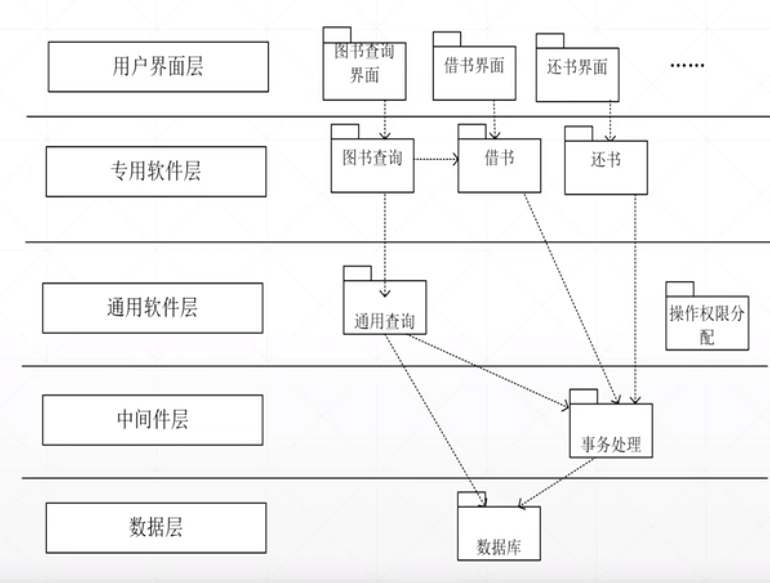 用户界面层
图书查询
界面
借书界面
还书界面
……
专用软件层
图书查询
借书
还书
通用软件层
通用查询
操作权限分
配
中间件层
事务处理
数据层
数据库